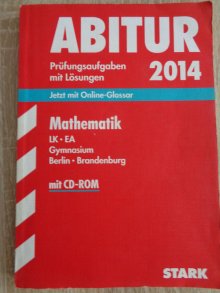 ABITUR
Prüfungsaufgaben
mit Lösungen
2014
Jetzt mit Online-Glossar
Mathematik
LK · EA
Gymnasium
Berlin · Brandenburg
mit CD-ROM
STARK